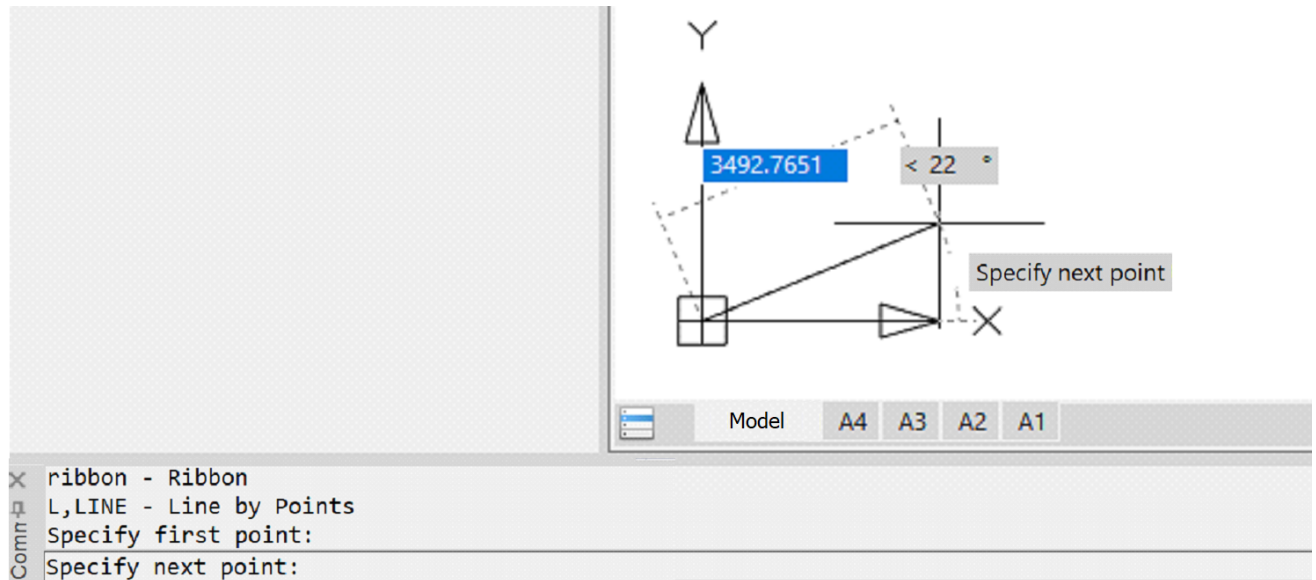 Y
3492.7651
< 22 °
Specify next point
X
Model A4 A3 A2 A1
ribbon - Ribbon
L,LINE - Line by Points
Specify first point:
Specify next point:
Comm